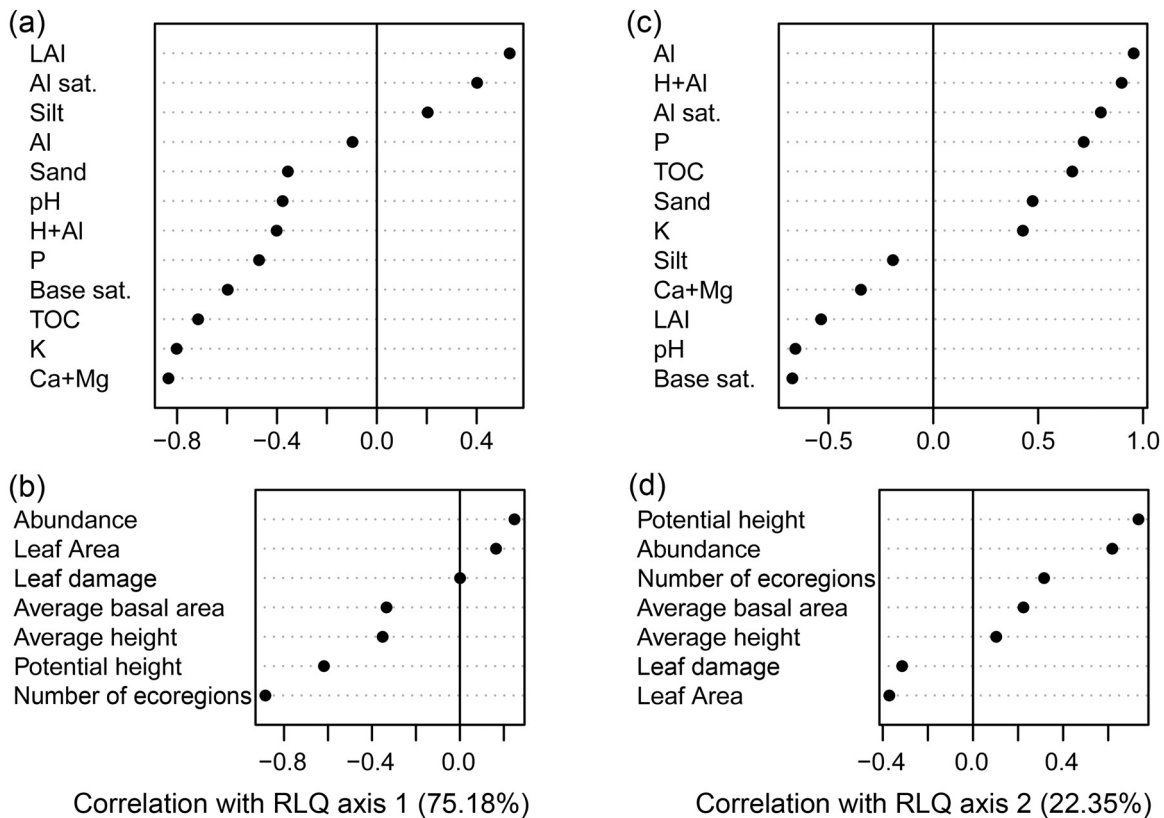 (a)
LAI
Al sat.
Silt
Al
Sand
pH
H+Al
P
Base sat.
TOC
K
Ca+Mg
−0.8 −0.4 0.0 0.4
(b)
Abundance
Leaf Area
Leaf damage
Average basal area
Average height
Potential height
Number of ecoregions
−0.8 −0.4 0.0
Correlation with RLQ axis 1 (75.18%)
(c)
Al
H+Al
Al sat.
P
TOC
Sand
K
Silt
Ca+Mg
LAI
pH
Base sat.
−0.5 0.0 0.5 1.0
(d)
Potential height
Abundance
Number of ecoregions
Average basal area
Average height
Leaf damage
Leaf Area
−0.4 0.0 0.4
Correlation with RLQ axis 2 (22.35%)